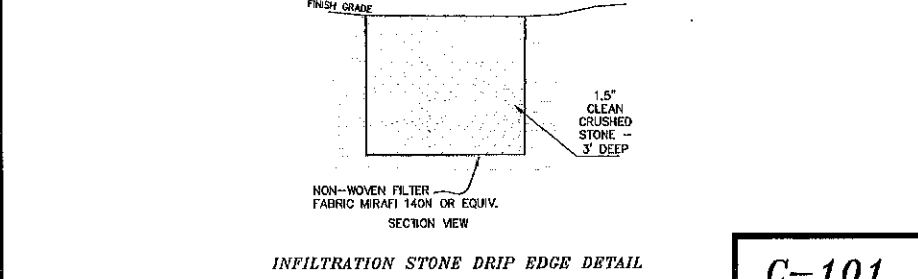 FINISH GRADE
1.5"
CLEAN
CRUSHED
STONE -
3' DEEP
NON-WOVEN FILTER
FABRIC MIRAFI 140N OR EQUIV.
SECTION VIEW
INFILTRATION STONE DRIP EDGE DETAIL
C-101